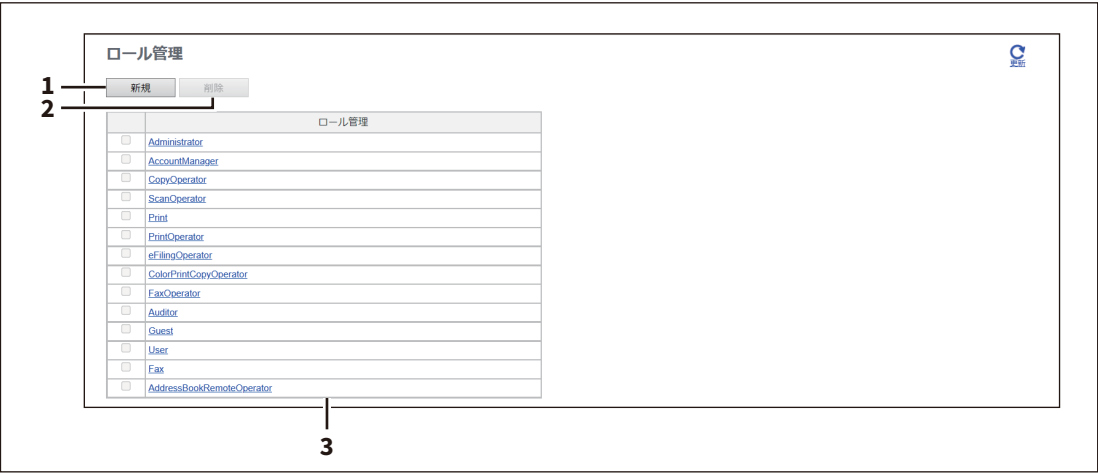 ロール管理
更新
1
新規
削除
2
ロール管理
Administrator
AccountManager
CopyOperator
ScanOperator
Print
PrintOperator
eFilingOperator
ColorPrintCopyOperator
FaxOperator
Auditor
Guest
User
Fax
AddressBookRemoteOperator
3